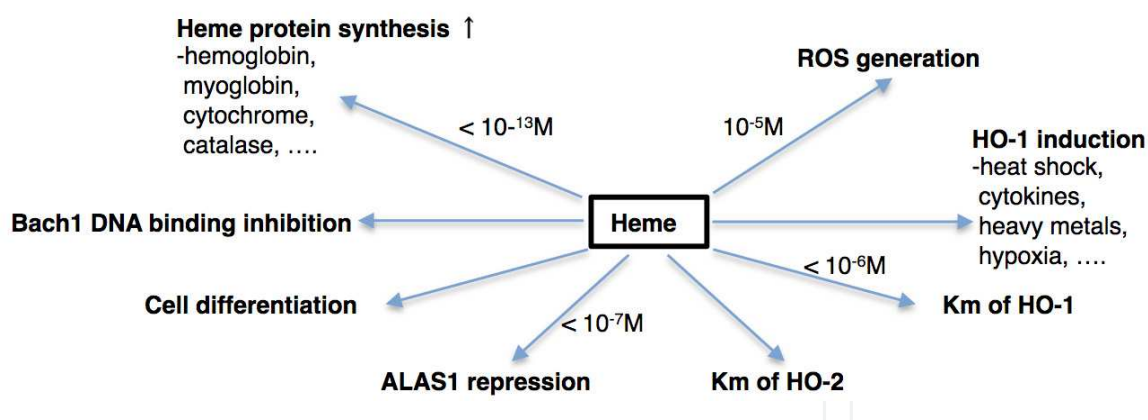 Heme protein synthesis ↑
-hemoglobin,
myoglobin,
cytochrome,
catalase, ....
< 10-¹³M
10⁻⁵M
ROS generation
HO-1 induction
-heat shock,
cytokines,
heavy metals,
hypoxia, ....
Bach1 DNA binding inhibition
Heme
< 10⁻⁶M
Cell differentiation
Km of HO-1
< 10⁻⁷M
ALAS1 repression
Km of HO-2